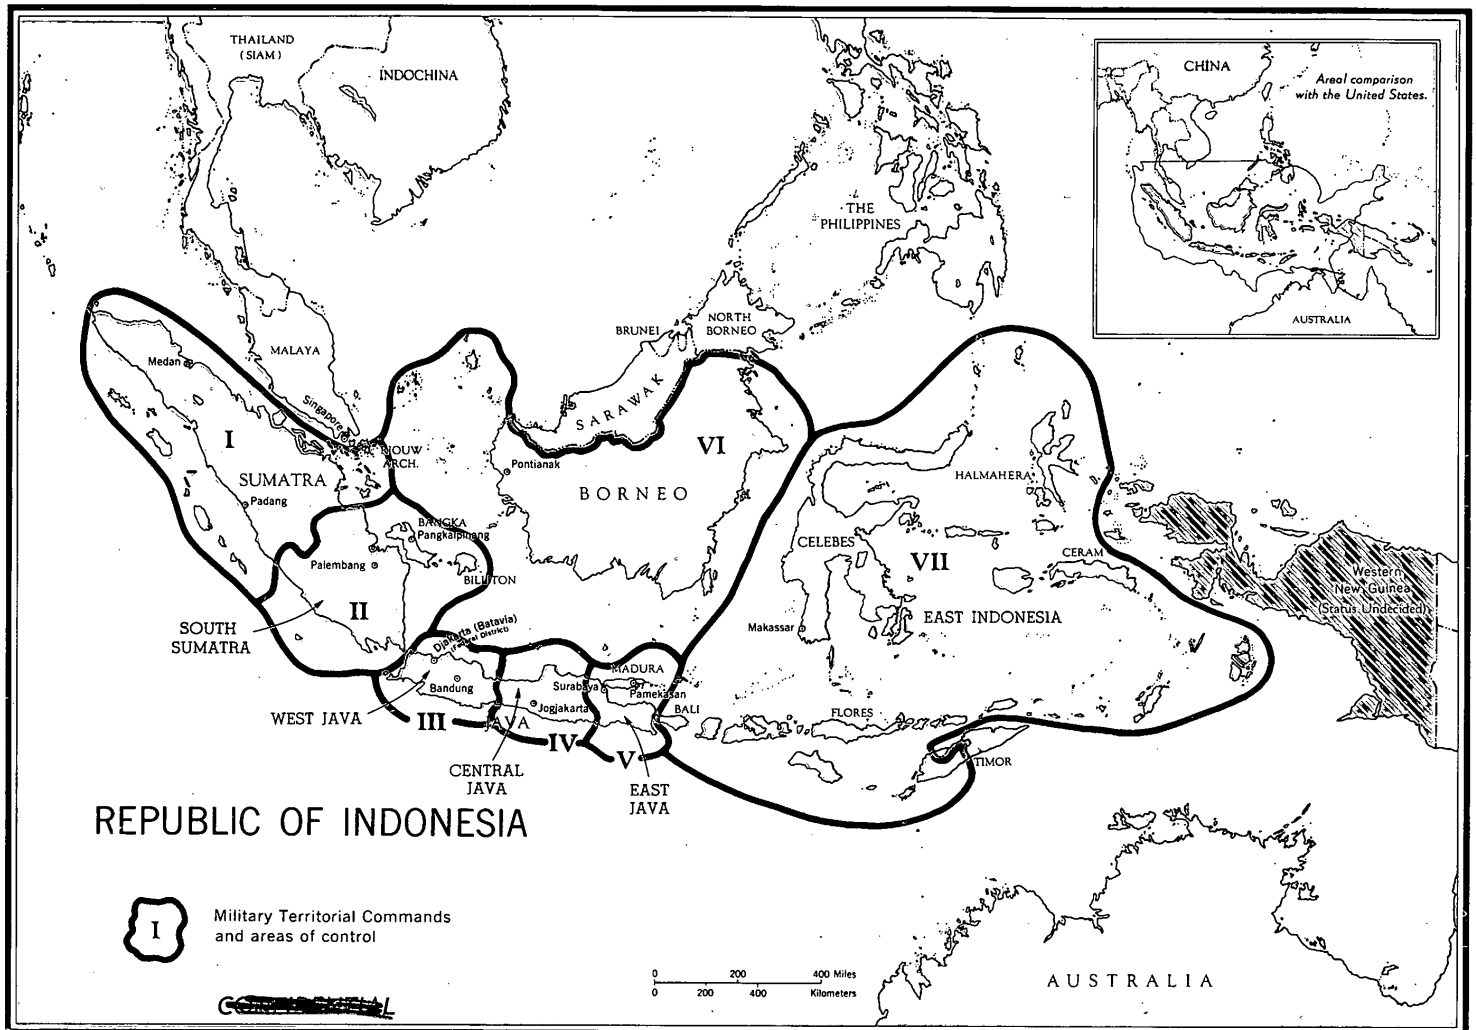 THAILAND
(SIAM)
INDOCHINA
CHINA
Areal comparison
with the United States.
AUSTRALIA
THE
PHILIPPINES
NORTH
BORNEO
BRUNEI
MALAYA
SARAWAK
Medan
Singapore
I
RIOUW
ARCH.
VI
SUMATRA
Padang
Pontianak
BORNEO
HALMAHERA
BANGKA
Pangkalpinang
Palembang
BILLITON
CELEBES
VII
CERAM
Western
New Guinea
(Status Undecided)
II
EAST INDONESIA
Makassar
SOUTH
SUMATRA
Djakarta (Batavia)
(Federal District)
MADURA
Bandung
Surabaya
Pamekasan
Jogjakarta
BALI
FLORES
WEST JAVA
III
JAVA
IV
V
TIMOR
CENTRAL
JAVA
EAST
JAVA
REPUBLIC OF INDONESIA
I
Military Territorial Commands
and areas of control
0 200 400 Miles
0 200 400 Kilometers
AUSTRALIA
CONFIDENTIAL